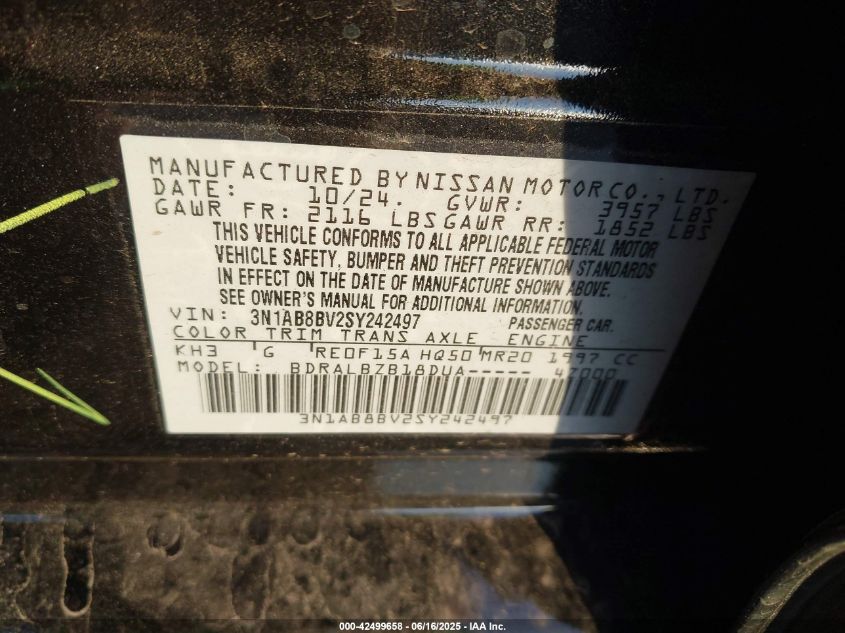 MANUFACTURED BY NISSAN MOTOR CO., LTD.
DATE: 10/24. GVWR: 3957 LBS
GAWR FR: 2116 LBS GAWR RR: 1852 LBS
THIS VEHICLE CONFORMS TO ALL APPLICABLE FEDERAL MOTOR
VEHICLE SAFETY, BUMPER AND THEFT PREVENTION STANDARDS
IN EFFECT ON THE DATE OF MANUFACTURE SHOWN ABOVE.
SEE OWNER'S MANUAL FOR ADDITIONAL INFORMATION.
VIN: 3N1AB8BV2SY242497 PASSENGER CAR.
COLOR TRIM TRANS AXLE ENGINE
KH3 G RE0F15A HQ50 MR20 1997 CC
MODEL: BDRALBZB18DUA----- 47000
3N1AB8BV2SY242497
000-42499658 - 06/16/2025 - IAA Inc.